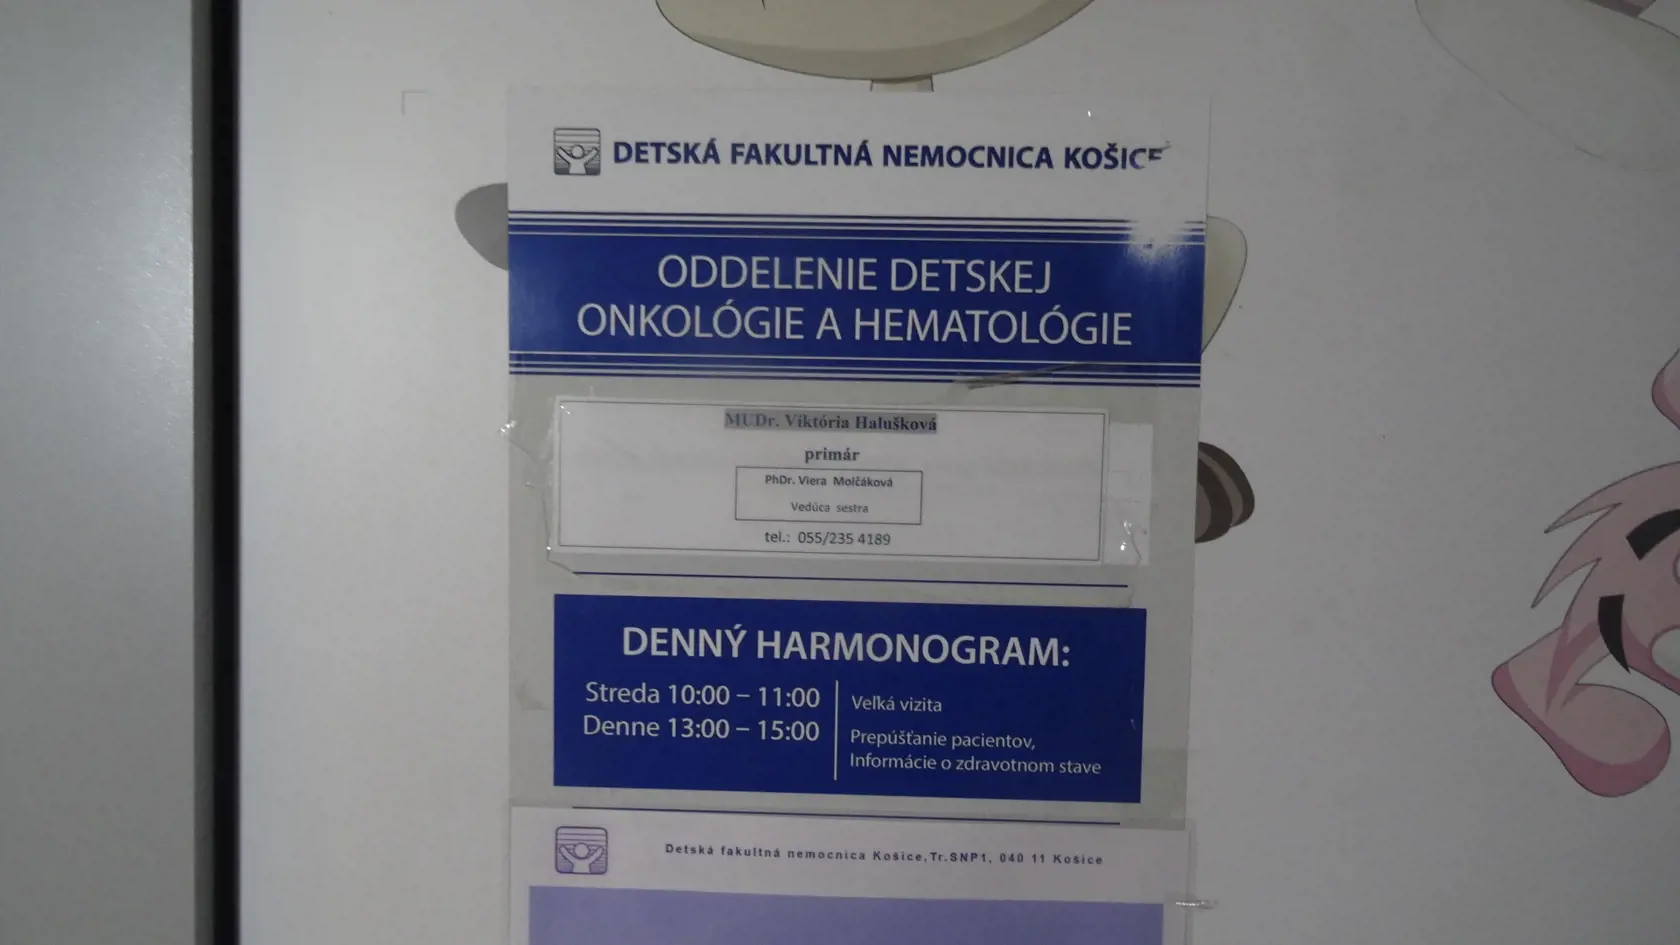 DETSKÁ FAKULTNÁ NEMOCNICA KOŠICE
ODDELENIE DETSKEJ
ONKOLÓGIE A HEMATOLÓGIE
MUDr. Viktória Halušková
primár
PhDr. Viera Molčáková
Vedúca sestra
tel.: 055/235 4189
DENNÝ HARMONOGRAM:
Streda 10:00 – 11:00
Veľká vizita
Denne 13:00 – 15:00
Prepúšťanie pacientov,
Informácie o zdravotnom stave
Detská fakultná nemocnica Košice,Tr.SNP1, 040 11 Košice